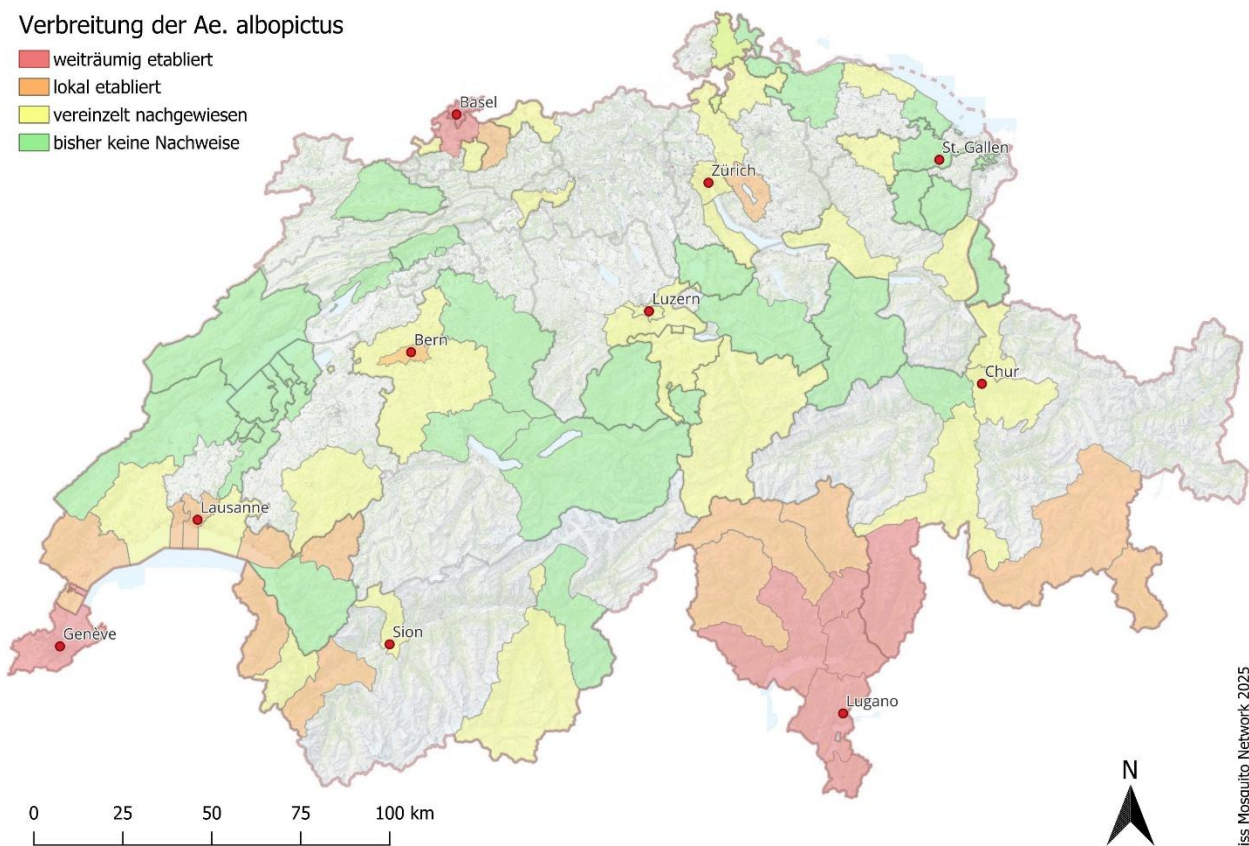 Verbreitung der Ae. albopictus
weiträumig etabliert
lokal etabliert
vereinzelt nachgewiesen
bisher keine Nachweise
Basel
St. Gallen
Zürich
Luzern
Bern
Chur
Lausanne
Sion
Genève
Lugano
0 25 50 75 100 km
N
iss Mosquito Network 2025